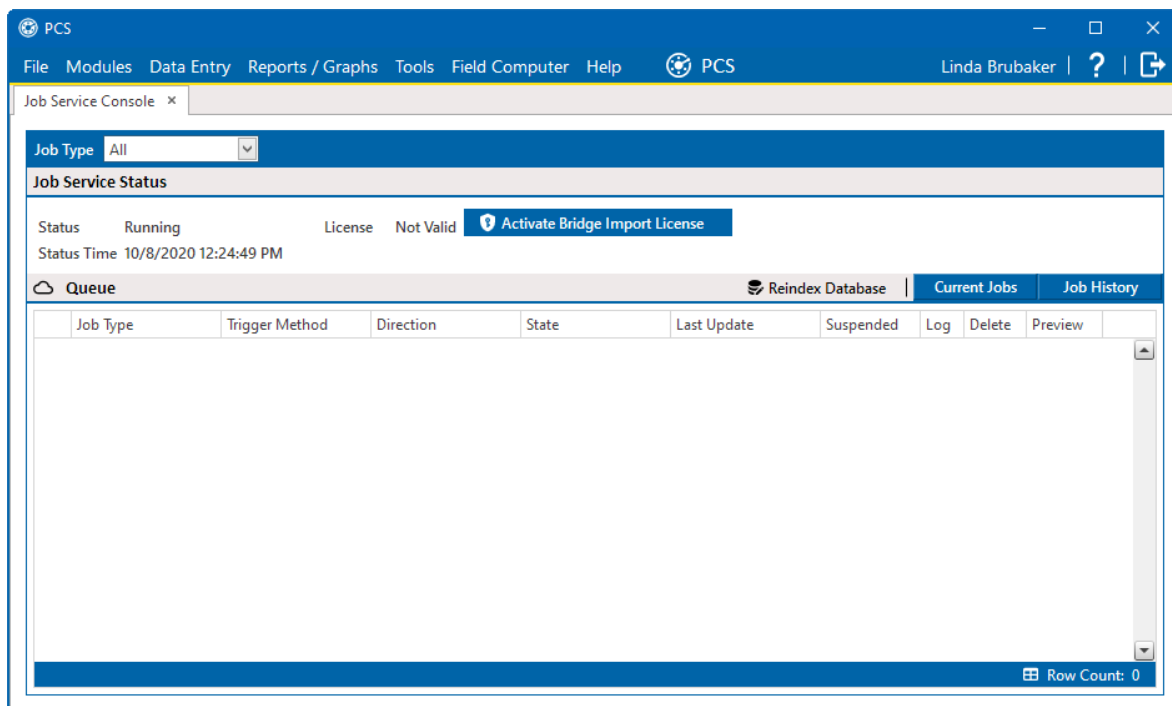 PCS
File Modules Data Entry Reports / Graphs Tools Field Computer Help PCS Linda Brubaker | ? |
Job Service Console ×
Job Type All
Job Service Status
Status Running License Not Valid Activate Bridge Import License
Status Time 10/8/2020 12:24:49 PM
Queue Reindex Database | Current Jobs Job History
Job Type Trigger Method Direction State Last Update Suspended Log Delete Preview
Row Count: 0